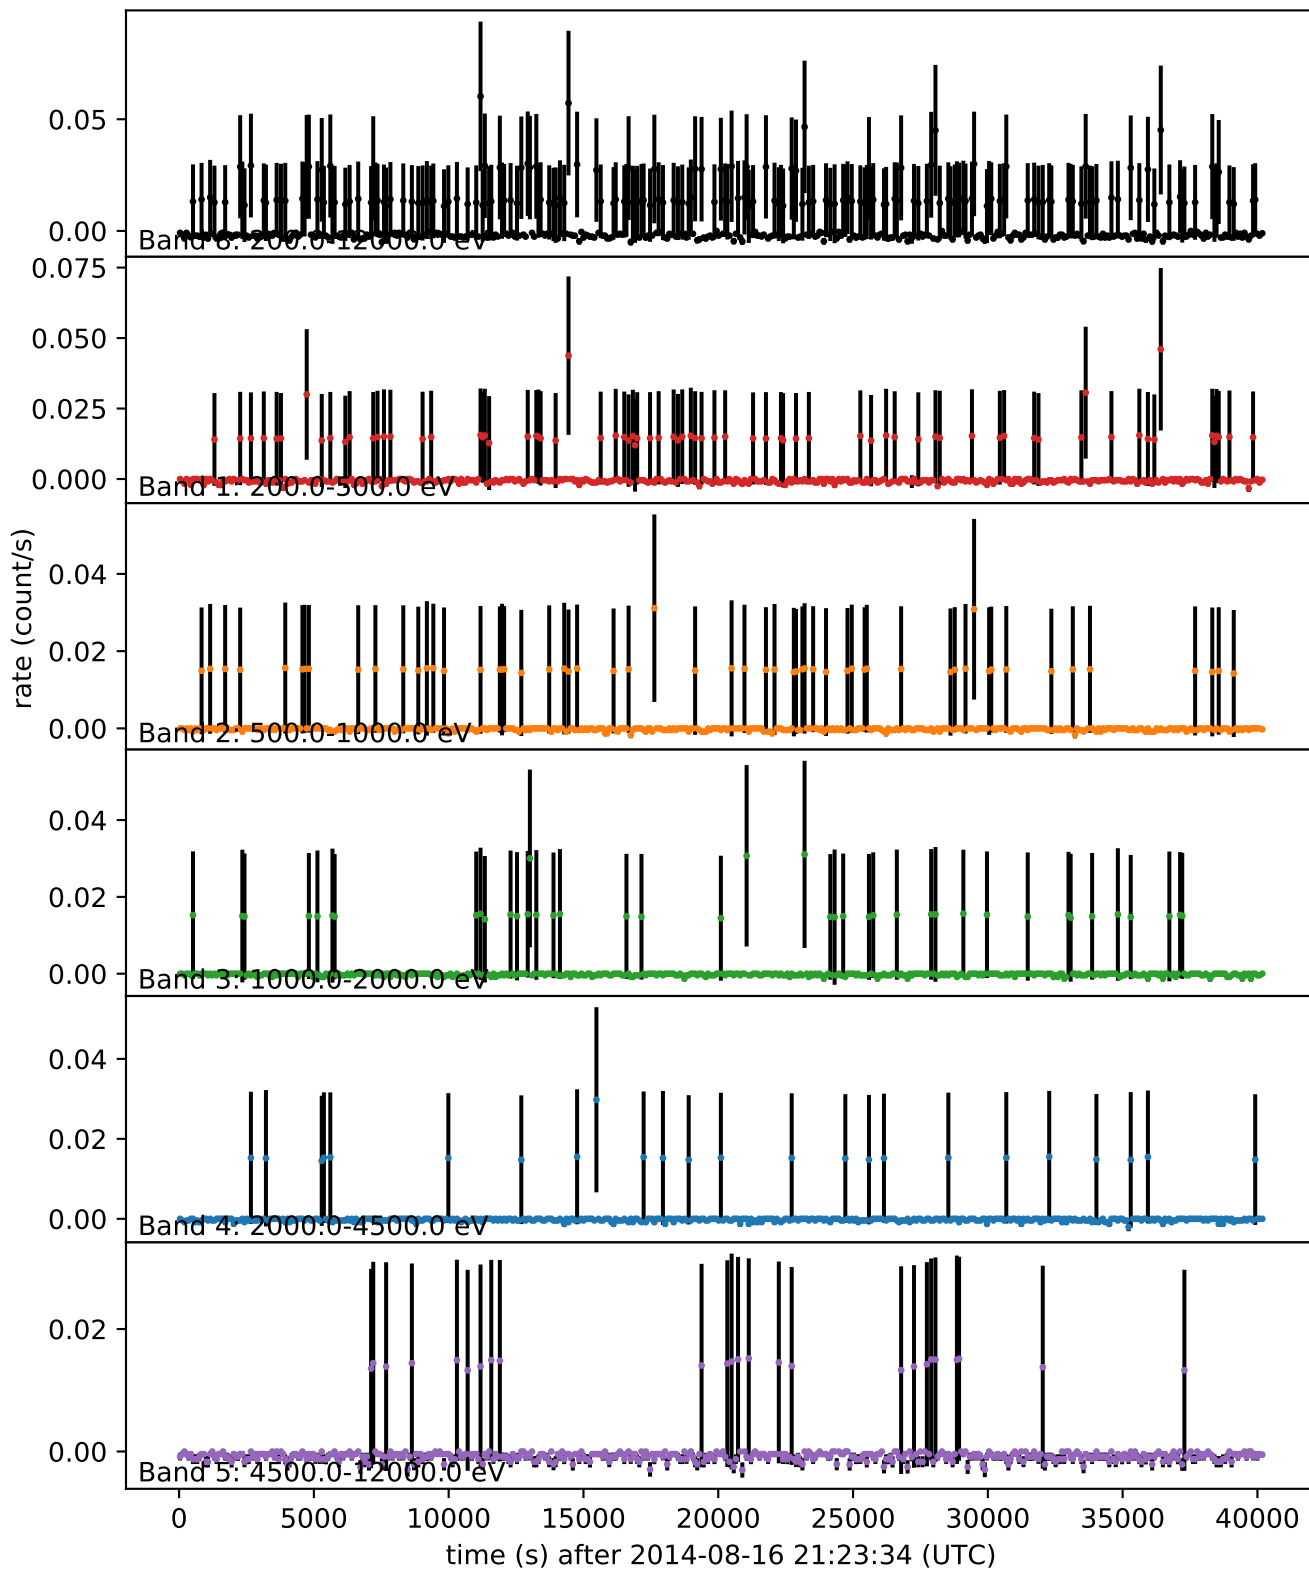 0.05
0.00
Band 8: 200.0-12000.0 eV
0.075
0.050
0.025
0.000
Band 1: 200.0-500.0 eV
0.04
0.02
0.00
Band 2: 500.0-1000.0 eV
rate (count/s)
0.04
0.02
0.00
Band 3: 1000.0-2000.0 eV
0.04
0.02
0.00
Band 4: 2000.0-4500.0 eV
0.02
0.00
Band 5: 4500.0-12000.0 eV
0 5000 10000 15000 20000 25000 30000 35000 40000
time (s) after 2014-08-16 21:23:34 (UTC)